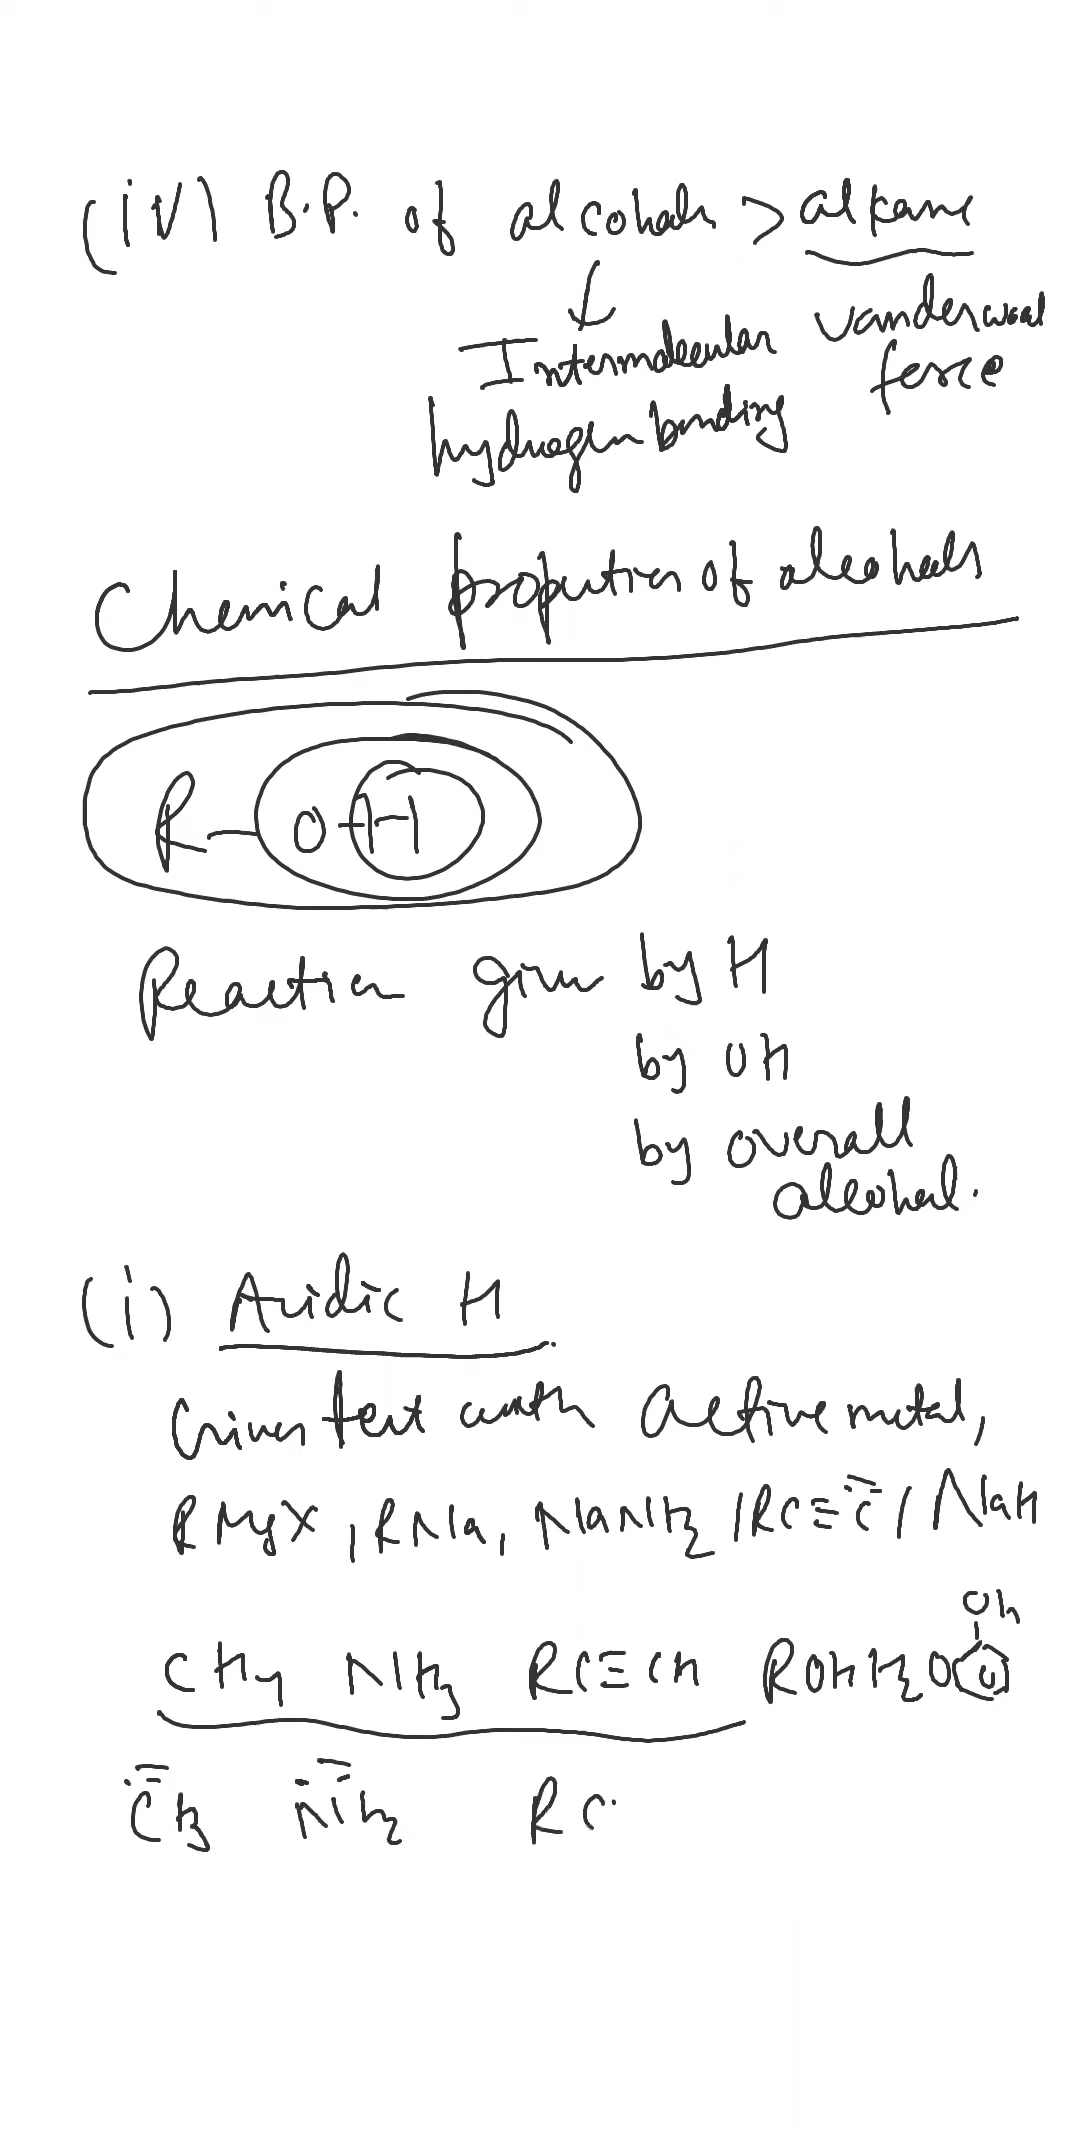 (iv) B.P. of alcohols > alkane
↓
Intermolecular vanderwaal
hydrogen bonding force
Chemical properties of alcohols
R-O-H
Reaction given by H
by OH
by overall
alcohol.
(i) Acidic H
Gives test with active metal,
RMgX, RNa, NaNH2 / RC≡C̄ / NaH
CH4 NH3 RC≡CH ROH H2O OH
C̄H3 N̄H2 RC